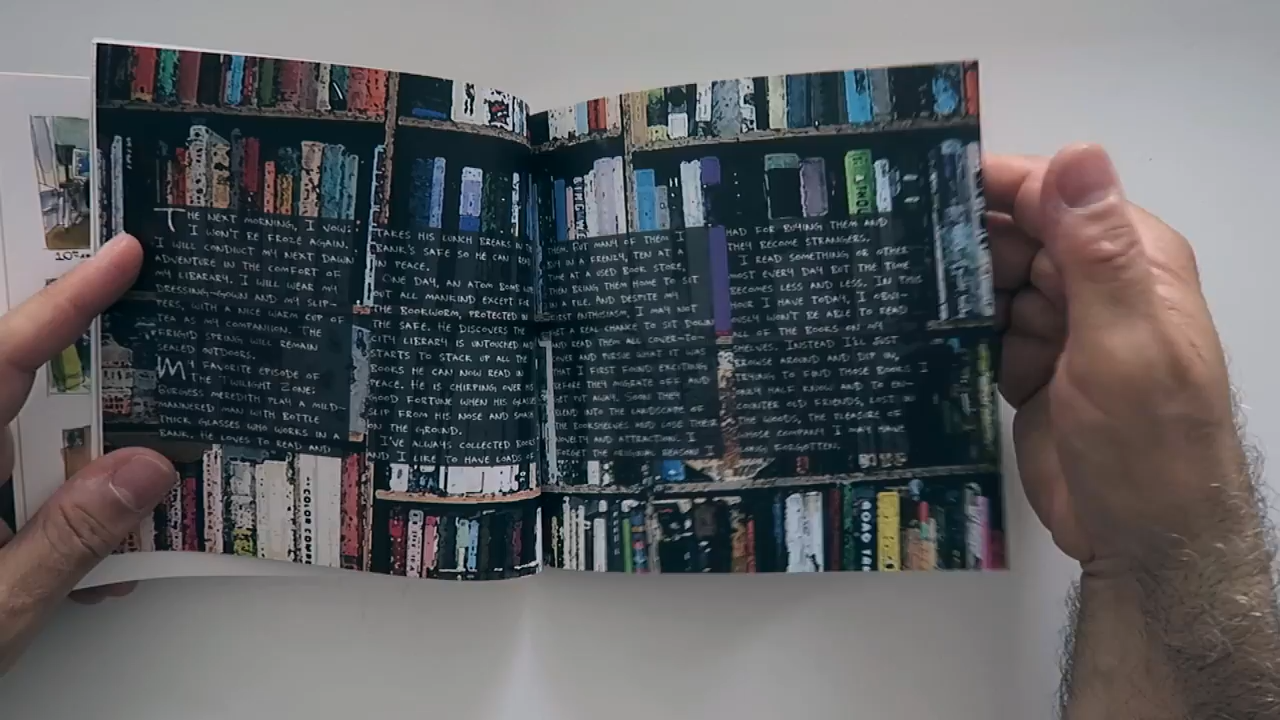 THE NEXT MORNING, I VOW:
I WON'T BE FROZE AGAIN.
I WILL CONDUCT MY NEXT DAWN
ADVENTURE IN THE COMFORT OF
MY LIBARARY. I WILL WEAR MY
DRESSING-GOWN AND MY SLIP-
PERS, WITH A NICE WARM CUP OF
TEA AS MY COMPANION. THE
FRIGID SPRING WILL REMAIN
SEALED OUTDOORS.
MY FAVORITE EPISODE OF
THE TWILIGHT ZONE:
BURGESS MEREDITH PLAY A MILD-
MANNERED MAN WITH BOTTLE
THICK GLASSES WHO WORKS IN A
BANK. HE LOVES TO READ AND
TAKES HIS LUNCH BREAKS IN
BANK'S SAFE SO HE CAN READ
IN PEACE.
ONE DAY, AN ATOM BOMB
OUT ALL MANKIND EXCEPT FOR
THE BOOKWORM, PROTECTED IN
THE SAFE. HE DISCOVERS THE
CITY LIBRARY IS UNTOUCHED
STARTS TO STACK UP ALL THE
BOOKS HE CAN NOW READ IN
PEACE. HE IS CHIRPING OVER
GOOD FORTUNE WHEN HIS
SLIP FROM HIS NOSE AND
ON THE GROUND.
I'VE ALWAYS COLLECTED BOOKS
AND I LIKE TO HAVE LOADS OF
THEM. BUT MANY OF THEM I
BUY IN A FRENZY, TEN AT A
TIME AT A USED BOOK STORE,
THEN BRING THEM HOME TO SIT
IN A PILE. AND DESPITE MY
FIRST ENTHUSIASM, I MAY NOT
GET A REAL CHANCE TO SIT DOWN
AND READ THEM ALL COVER-TO-
COVER AND PURSUE WHAT IT WAS
THAT I FIRST FOUND EXCITING
BEFORE THEY MIGRATE OFF AND
GET PUT AWAY. SOON THEY
BLEND INTO THE LANDSCAPE OF
THE BOOKSHELVES AND LOSE THEIR
NOVELTY AND ATTRACTION. I
FORGET THE ORIGINAL REASONS I
HAD FOR BUYING THEM AND
THEY BECOME STRANGERS.
I READ SOMETHING OR OTHER
MOST EVERY DAY BUT THE TIME
BECOMES LESS AND LESS. IN THIS
HOUR I HAVE TODAY, I OBVI-
OUSLY WON'T BE ABLE TO READ
ALL OF THE BOOKS ON MY
SHELVES. INSTEAD I'LL JUST
BROWSE AROUND AND DIP IN,
TRYING TO FIND THOSE BOOKS I
ONLY HALF KNOW AND TO EN-
COUNTER OLD FRIENDS, LOST IN
THE WOODS, THE PLEASURE OF
WHOSE COMPANY I MAY HAVE
LONG FORGOTTEN.